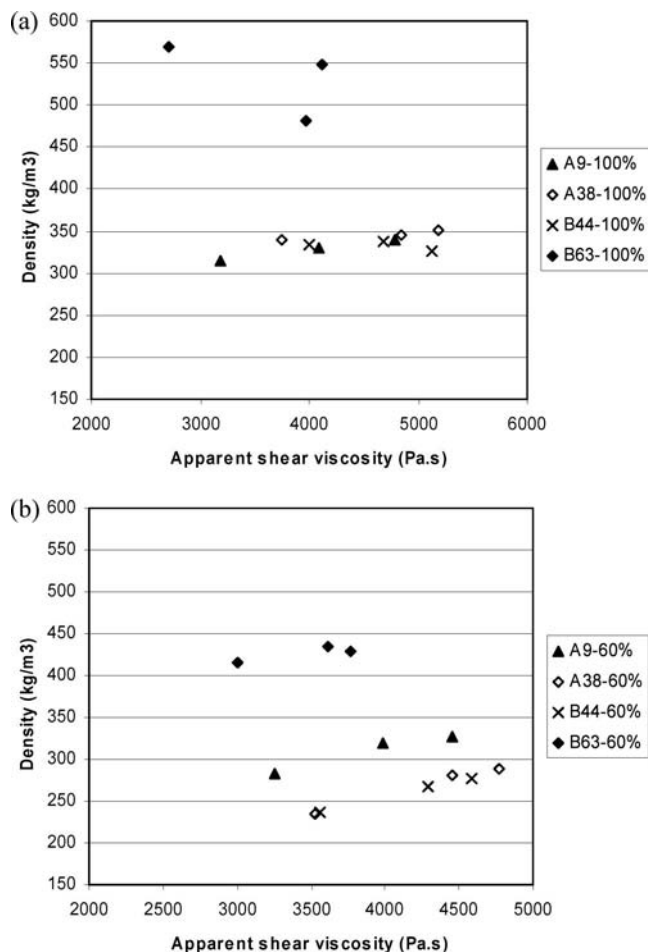 (a)
600
550
500
450
400
350
300
250
200
150
Density (kg/m3)
2000 3000 4000 5000 6000
Apparent shear viscosity (Pa.s)
A9-100%
A38-100%
B44-100%
B63-100%
(b)
600
550
500
450
400
350
300
250
200
150
Density (kg/m3)
2000 2500 3000 3500 4000 4500 5000
Apparent shear viscosity (Pa.s)
A9-60%
A38-60%
B44-60%
B63-60%